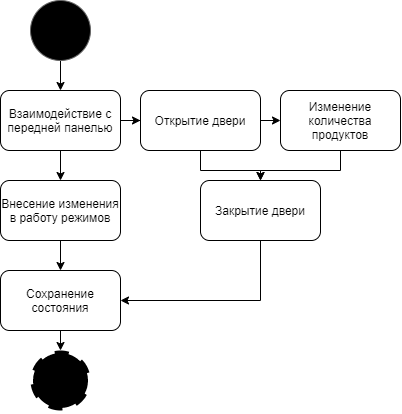 Взаимодействие с
передней панелью
Открытие двери
Изменение
количества
продуктов
Внесение изменения
в работу режимов
Закрытие двери
Сохранение
состояния